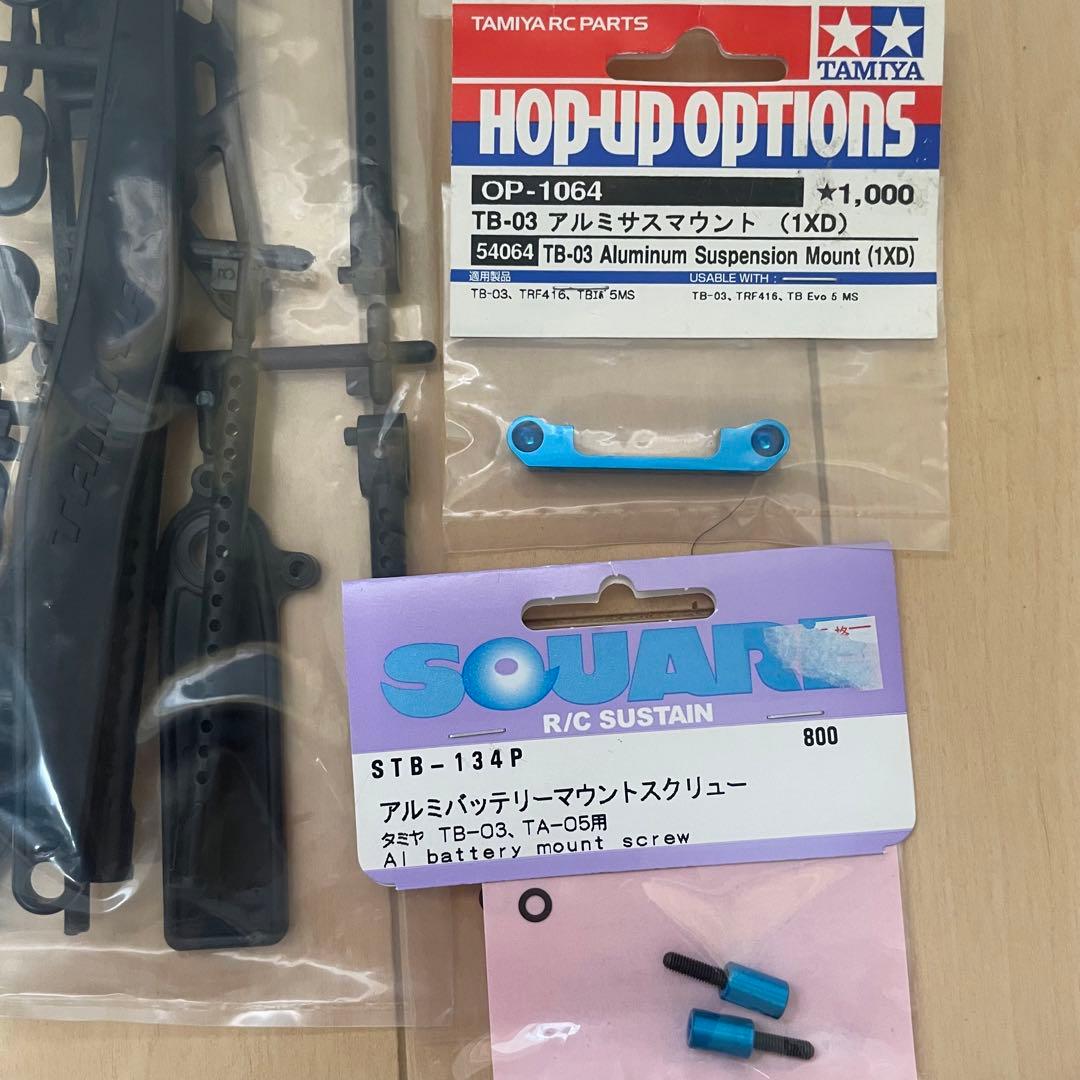 TAMIYA RC PARTS
TAMIYA
HOP-UP OPTIONS
OP-1064 ★1,000
TB-03 アルミサスマウント (1XD)
54064 TB-03 Aluminum Suspension Mount (1XD)
適用製品 USABLE WITH :
TB-03、TRF416、 5MS TB-03、TRF416、TB Evo 5 MS
SQUARE
R/C SUSTAIN
STB-134P 800
アルミバッテリーマウントスクリュー
タミヤ TB-03、TA-05用
Al battery mount screw